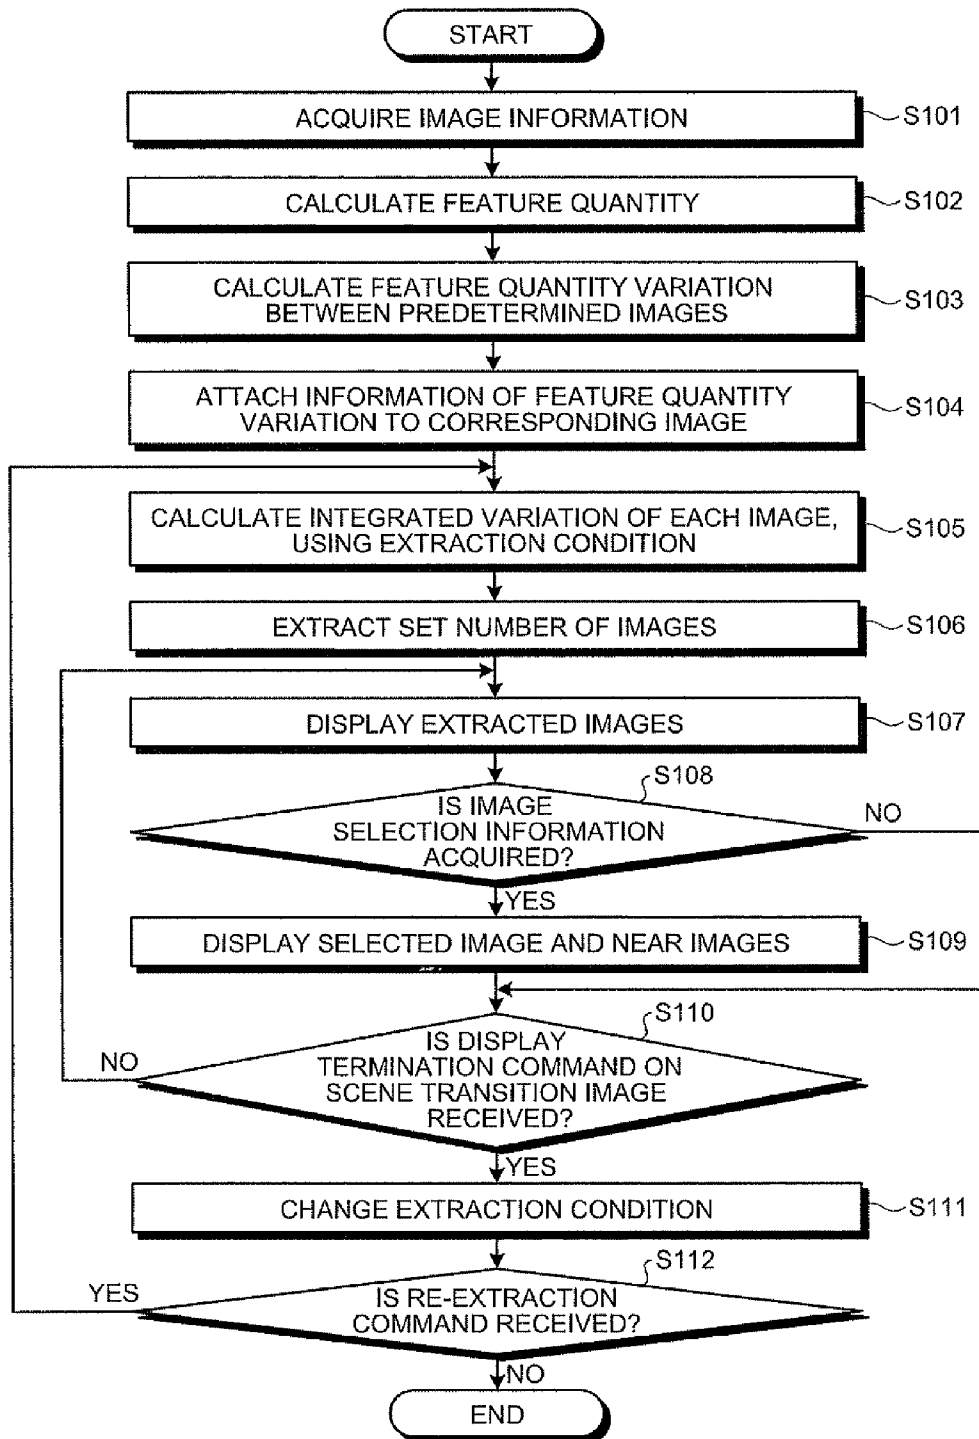 START
ACQUIRE IMAGE INFORMATION
S101
CALCULATE FEATURE QUANTITY
S102
CALCULATE FEATURE QUANTITY VARIATION
BETWEEN PREDETERMINED IMAGES
S103
ATTACH INFORMATION OF FEATURE QUANTITY
VARIATION TO CORRESPONDING IMAGE
S104
CALCULATE INTEGRATED VARIATION OF EACH IMAGE,
USING EXTRACTION CONDITION
S105
EXTRACT SET NUMBER OF IMAGES
S106
DISPLAY EXTRACTED IMAGES
S107
S108
IS IMAGE
SELECTION INFORMATION
ACQUIRED?
NO
YES
DISPLAY SELECTED IMAGE AND NEAR IMAGES
S109
S110
IS DISPLAY
TERMINATION COMMAND ON
SCENE TRANSITION IMAGE
RECEIVED?
NO
YES
CHANGE EXTRACTION CONDITION
S111
S112
IS RE-EXTRACTION
COMMAND RECEIVED?
YES
NO
END